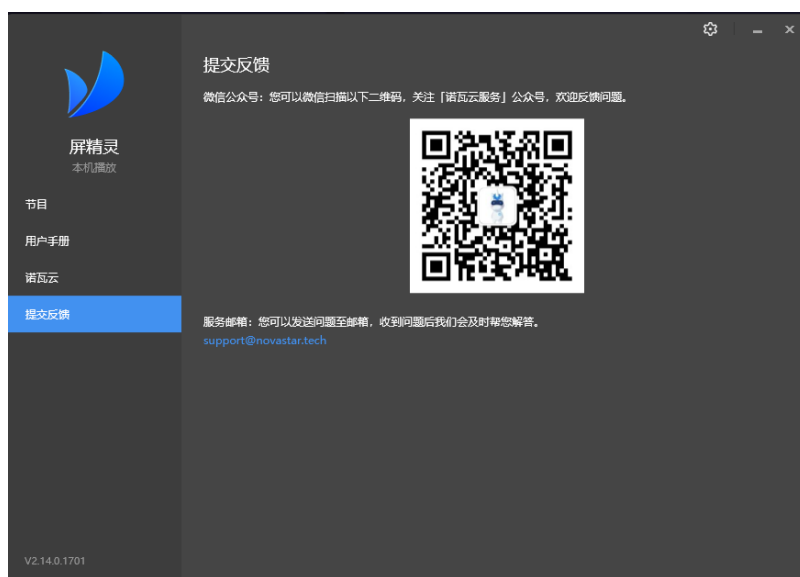 提交反馈
微信公众号：您可以微信扫描以下二维码，关注「诺瓦云服务」公众号，欢迎反馈问题。
屏精灵
本机播放
节目
用户手册
诺瓦云
提交反馈
服务邮箱：您可以发送问题至邮箱，收到问题后我们会及时帮您解答。
support@novastar.tech
V2.14.0.1701